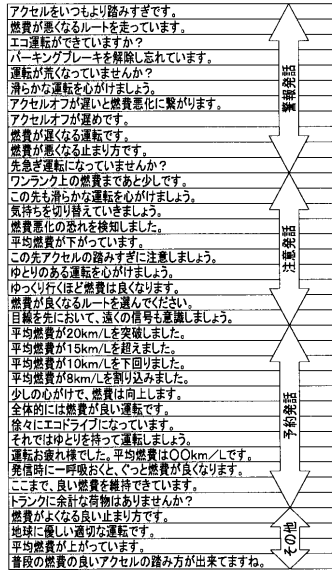 アクセルをいつもより踏みすぎです。
燃費が悪くなるルートを走っています。
エコ運転ができていますか?
パーキングブレーキを解除し忘れています。
運転が荒くなっていませんか?
滑らかな運転を心がけましょう。
アクセルオフが遅いと燃費悪化に繋がります。
アクセルオフが遅めです。
燃費が遅くなる運転です。
燃費が悪くなる止まり方です。
先急ぎ運転になっていませんか?
ワンランク上の燃費まであと少しです。
この先も滑らかな運転を心がけましょう。
気持ちを切り替えていきましょう。
燃費悪化の恐れを検知しました。
平均燃費が下がっています。
この先アクセルの踏みすぎに注意しましょう。
ゆとりのある運転を心がけましょう。
ゆっくり行くほど燃費は良くなります。
燃費が良くなるルートを選んでください。
目線を先において、遠くの信号も意識しましょう。
平均燃費が20km/Lを突破しました。
平均燃費が15km/Lを超えました。
平均燃費が10km/Lを下回りました。
平均燃費が8km/Lを割り込みました。
少しの心がけで、燃費は向上します。
全体的には燃費が良い運転です。
徐々にエコドライブになっています。
それではゆとりを持って運転しましょう。
運転お疲れ様でした。平均燃費は〇〇km/Lです。
発信時に一呼吸おくと、ぐっと燃費が良くなります。
ここまで、良い燃費を維持できています。
トランクに余計な荷物はありませんか?
燃費がよくなる良い止まり方です。
地球に優しい適切な運転です。
平均燃費が上がっています。
普段の燃費の良いアクセルの踏み方が出来てますね。
警報発話
注意発話
予約発話
その他